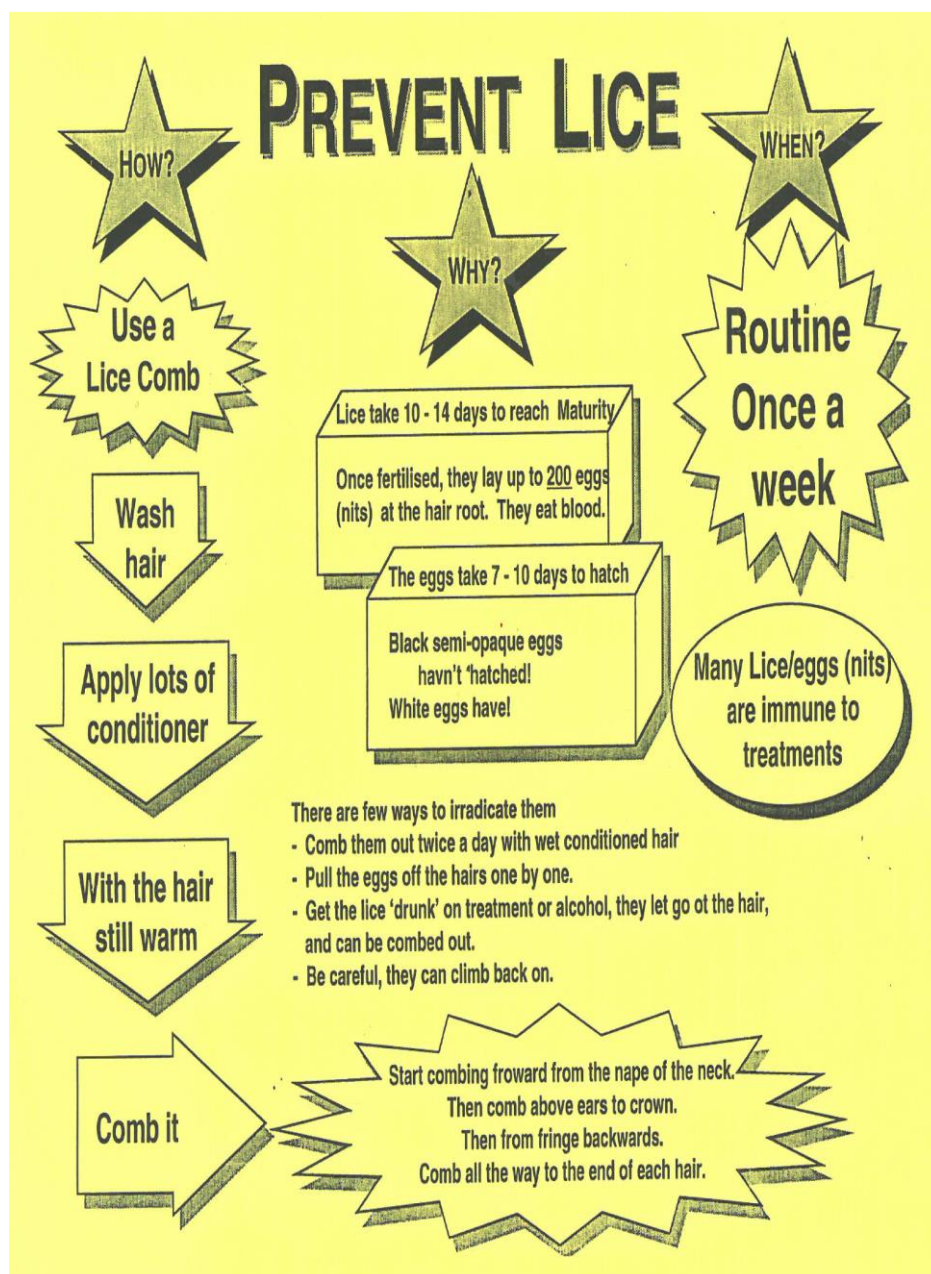 PREVENT LICE
HOW?
Use a
Lice Comb
Wash
hair
Apply lots of
conditioner
With the hair
still warm
Comb it
WHY?
Lice take 10 - 14 days to reach Maturity
Once fertilised, they lay up to 200 eggs
(nits) at the hair root. They eat blood.
The eggs take 7 - 10 days to hatch
Black semi-opaque eggs
havn't 'hatched!
White eggs have!
There are few ways to irradicate them
- Comb them out twice a day with wet conditioned hair
- Pull the eggs off the hairs one by one.
- Get the lice 'drunk' on treatment or alcohol, they let go ot the hair,
and can be combed out.
- Be careful, they can climb back on.
Start combing froward from the nape of the neck.
Then comb above ears to crown.
Then from fringe backwards.
Comb all the way to the end of each hair.
WHEN?
Routine
Once a
week
Many Lice/eggs (nits)
are immune to
treatments